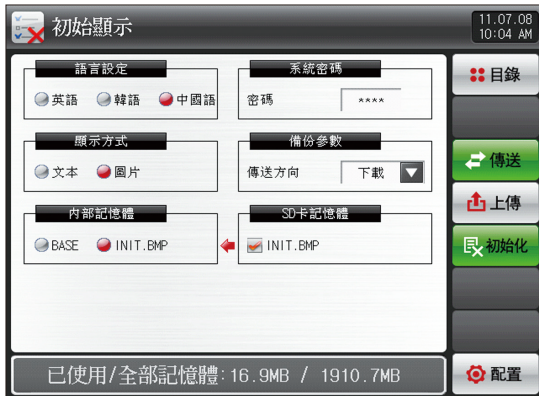 初始顯示
11.07.08
10:04 AM
語言設定
英語 韓語 中國語
系統密碼
密碼 ****
顯示方式
文本 圖片
備份參數
傳送方向 下載
内部記憶體
BASE INIT.BMP
SD卡記憶體
INIT.BMP
已使用/全部記憶體:16.9MB / 1910.7MB
目錄
傳送
上傳
初始化
配置